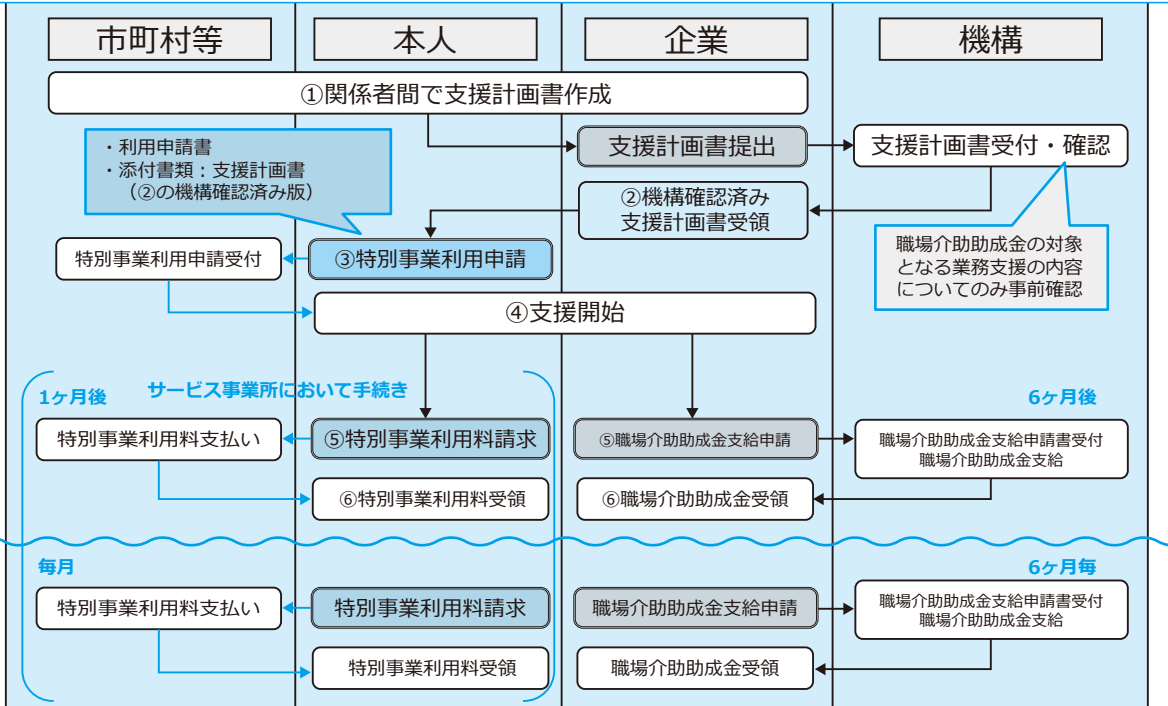 市町村等
本人
企業
機構
①関係者間で支援計画書作成
・利用申請書
・添付書類：支援計画書
（②の機構確認済み版）
支援計画書提出
支援計画書受付・確認
②機構確認済み
支援計画書受領
職場介助助成金の対象
となる業務支援の内容
についてのみ事前確認
特別事業利用申請受付
③特別事業利用申請
④支援開始
1ヶ月後
サービス事業所において手続き
6ヶ月後
特別事業利用料支払い
⑤特別事業利用料請求
⑤職場介助助成金支給申請
職場介助助成金支給申請書受付
職場介助助成金支給
⑥特別事業利用料受領
⑥職場介助助成金受領
毎月
6ヶ月毎
特別事業利用料支払い
特別事業利用料請求
職場介助助成金支給申請
職場介助助成金支給申請書受付
職場介助助成金支給
特別事業利用料受領
職場介助助成金受領